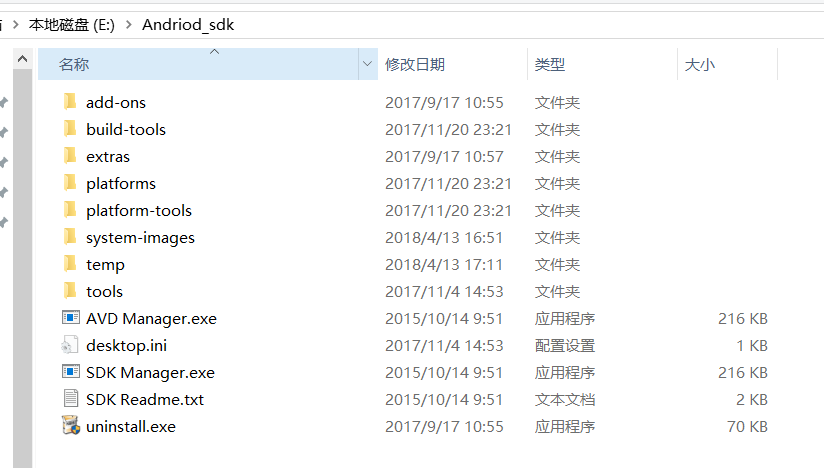 本地磁盘 (E:) > Andriod_sdk
名称 修改日期 类型 大小
add-ons 2017/9/17 10:55 文件夹
build-tools 2017/11/20 23:21 文件夹
extras 2017/9/17 10:57 文件夹
platforms 2017/11/20 23:21 文件夹
platform-tools 2017/11/20 23:21 文件夹
system-images 2018/4/13 16:51 文件夹
temp 2018/4/13 17:11 文件夹
tools 2017/11/4 14:53 文件夹
AVD Manager.exe 2015/10/14 9:51 应用程序 216 KB
desktop.ini 2017/11/4 14:53 配置设置 1 KB
SDK Manager.exe 2015/10/14 9:51 应用程序 216 KB
SDK Readme.txt 2015/10/14 9:51 文本文档 2 KB
uninstall.exe 2017/9/17 10:55 应用程序 70 KB